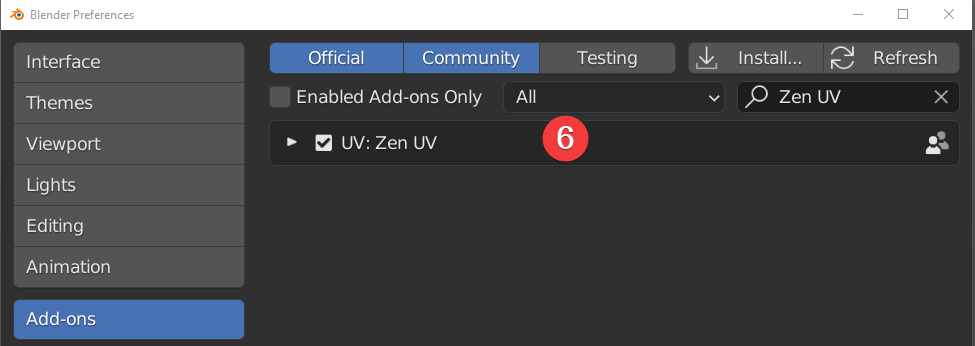 Blender Preferences
Interface
Themes
Viewport
Lights
Editing
Animation
Add-ons
Official Community Testing Install... Refresh
Enabled Add-ons Only All Zen UV
UV: Zen UV 6